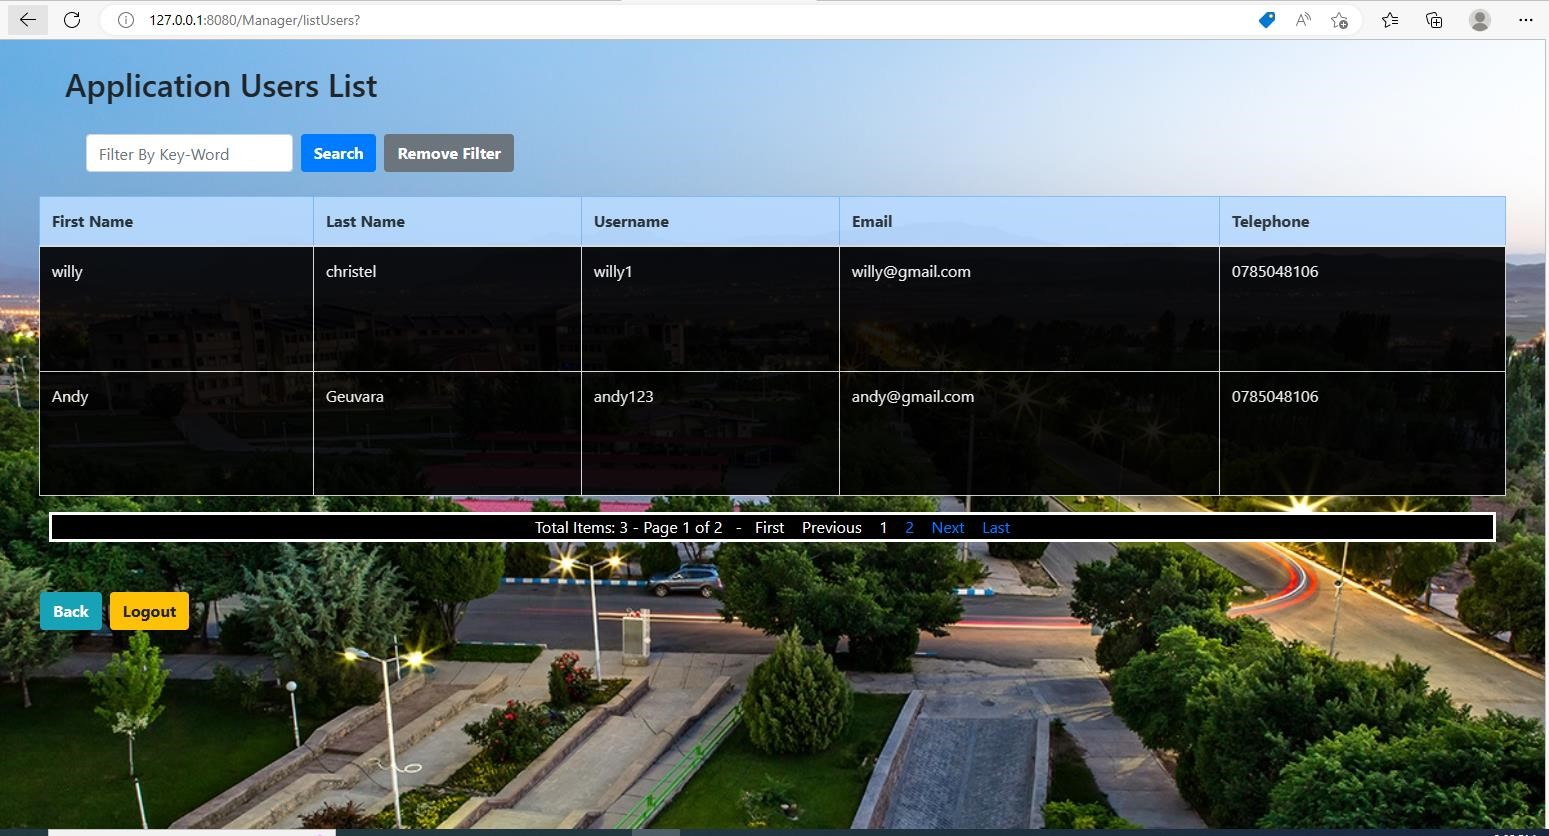 127.0.0.1:8080/Manager/listUsers?
Application Users List
Filter By Key-Word Search Remove Filter
First Name Last Name Username Email Telephone
willy christel willy1 willy@gmail.com 0785048106
Andy Geuvara andy123 andy@gmail.com 0785048106
Total Items: 3 - Page 1 of 2 - First Previous 1 2 Next Last
Back Logout